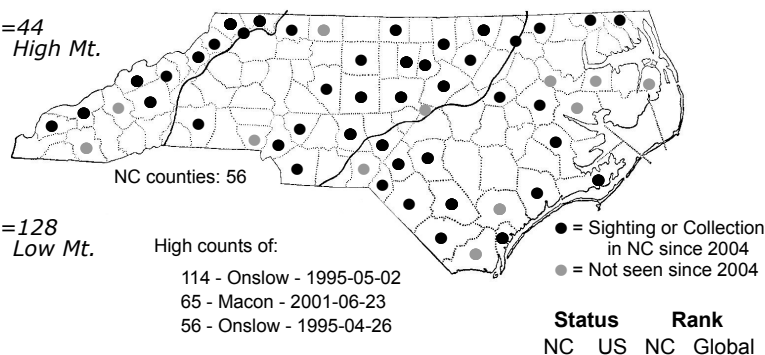 =44
High Mt.
NC counties: 56
=128
Low Mt.
High counts of:
114 - Onslow - 1995-05-02
65 - Macon - 2001-06-23
56 - Onslow - 1995-04-26
● = Sighting or Collection
in NC since 2004
● = Not seen since 2004
Status Rank
NC US NC Global